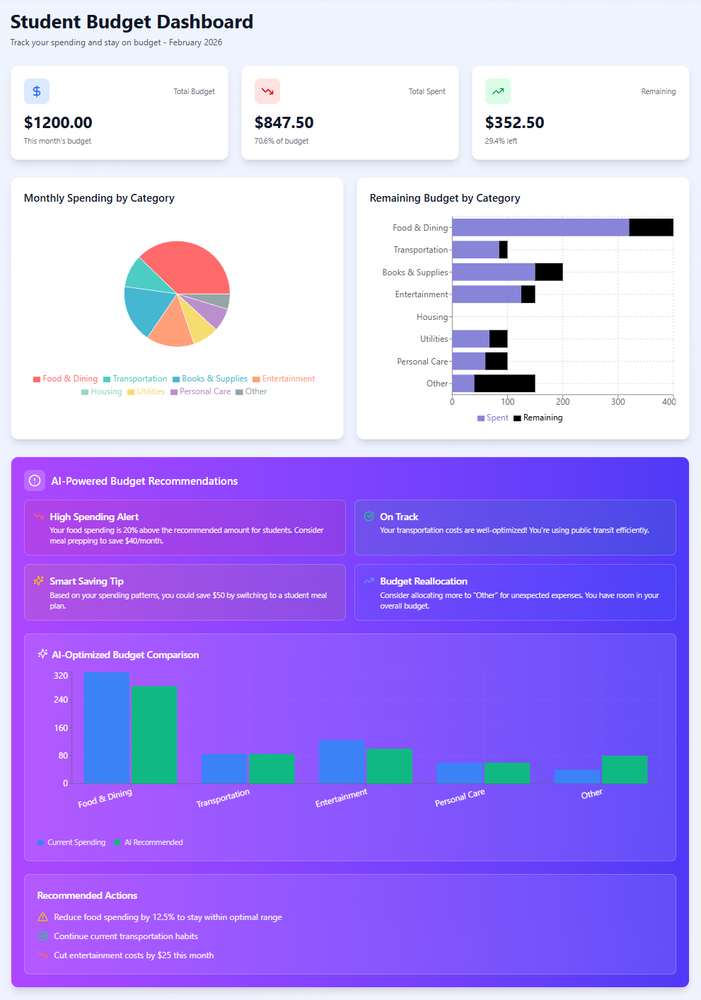 Student Budget Dashboard
Track your spending and stay on budget - February 2026
Total Budget
$1200.00
This month's budget
Total Spent
$847.50
70.6% of budget
Remaining
$352.50
29.4% left
Monthly Spending by Category
Food & Dining
Transportation
Books & Supplies
Entertainment
Housing
Utilities
Personal Care
Other
Remaining Budget by Category
Food & Dining
Transportation
Books & Supplies
Entertainment
Housing
Utilities
Personal Care
Other
0 100 200 300 400
Spent
Remaining
AI-Powered Budget Recommendations
High Spending Alert
Your food spending is 20% above the recommended amount for students. Consider
meal prepping to save $40/month.
On Track
Your transportation costs are well-optimized! You're using public transit efficiently.
Smart Saving Tip
Based on your spending patterns, you could save $50 by switching to a student meal
plan.
Budget Reallocation
Consider allocating more to "Other" for unexpected expenses. You have room in your
overall budget.
AI-Optimized Budget Comparison
320
240
160
80
0
Food & Dining
Transportation
Entertainment
Personal Care
Other
Current Spending
AI Recommended
Recommended Actions
Reduce food spending by 12.5% to stay within optimal range
Continue current transportation habits
Cut entertainment costs by $25 this month